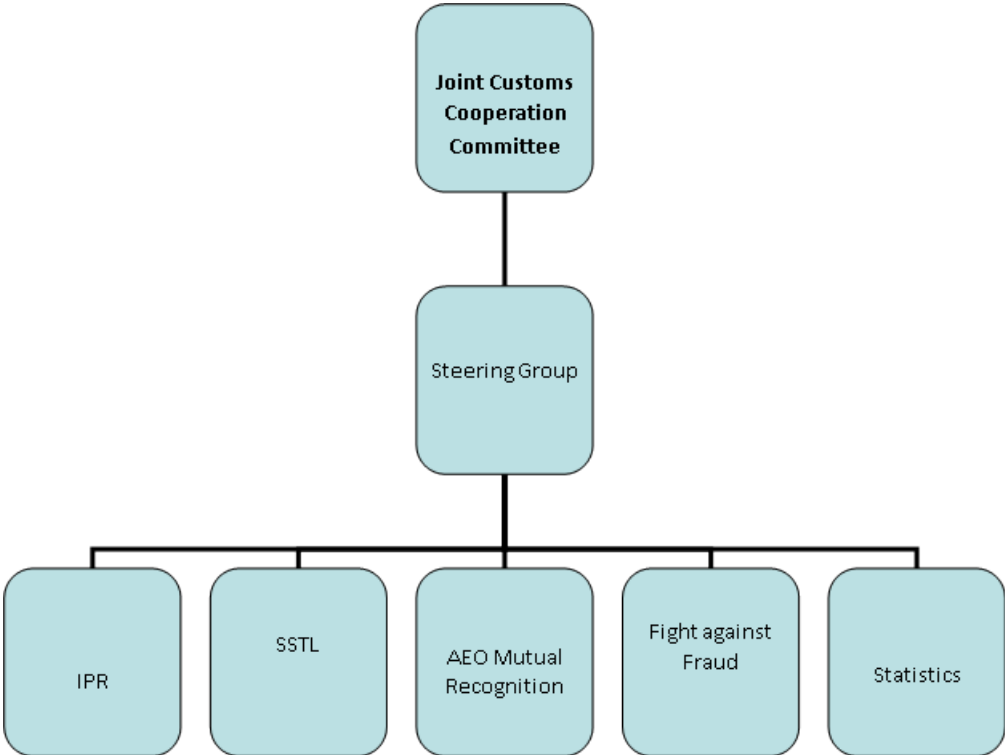 Joint Customs
Cooperation
Committee
Steering Group
IPR
SSTL
AEO Mutual
Recognition
Fight against
Fraud
Statistics